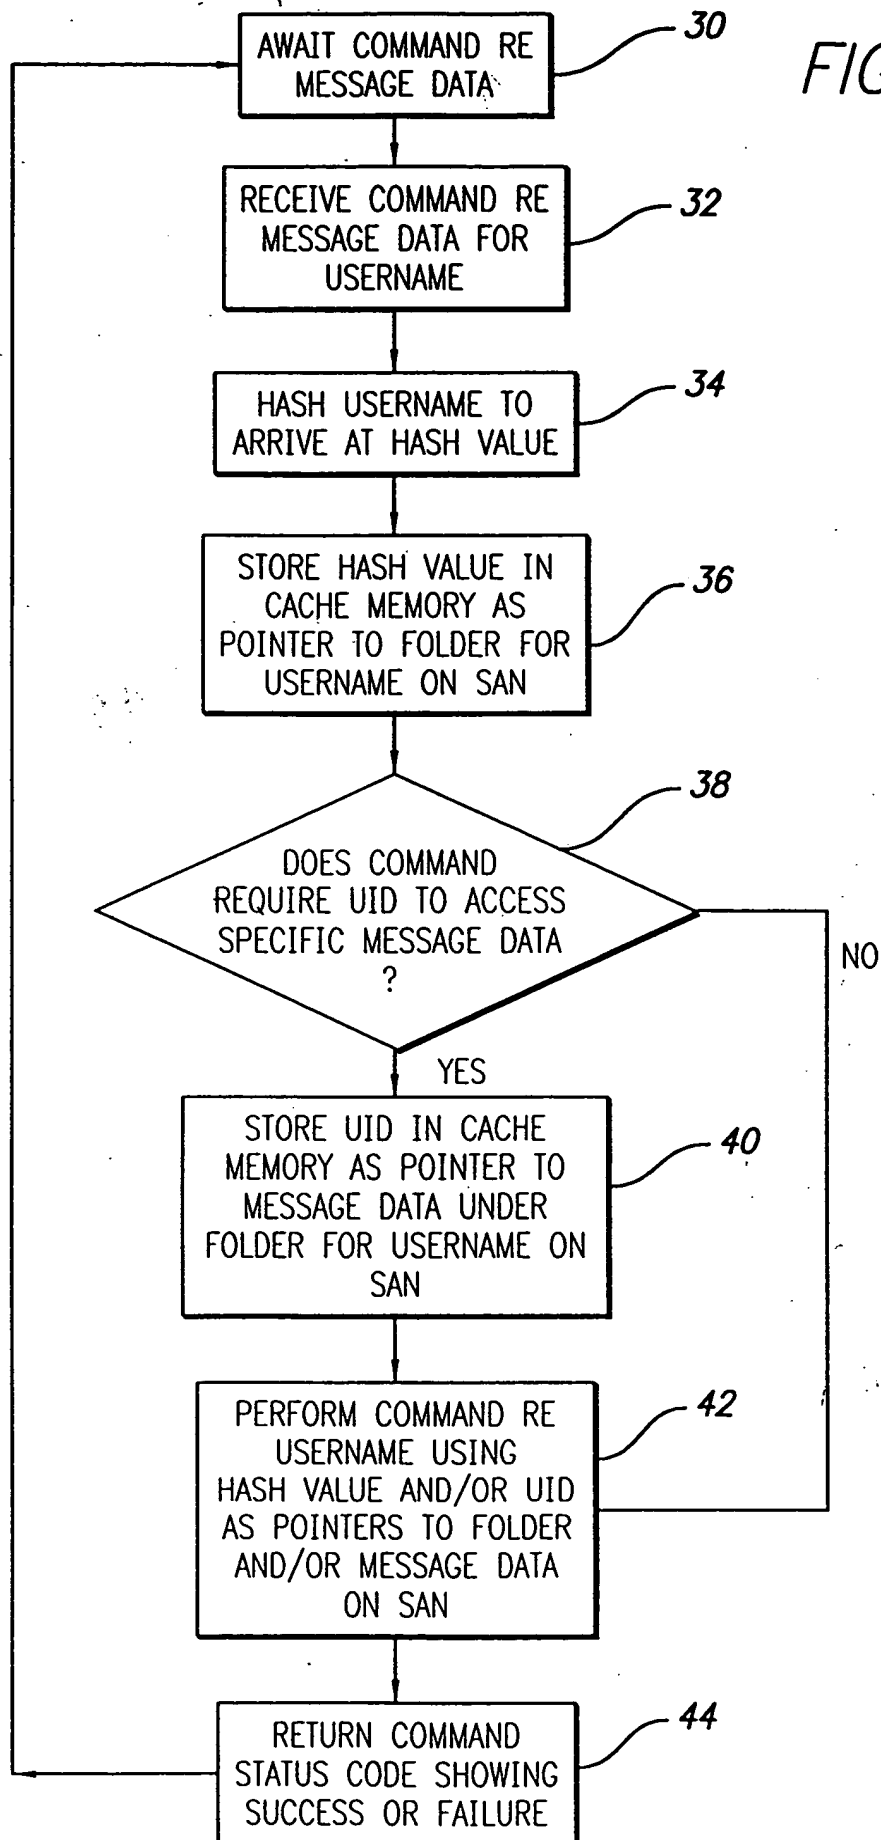 30
FIG
AWAIT COMMAND RE
MESSAGE DATA
32
RECEIVE COMMAND RE
MESSAGE DATA FOR
USERNAME
34
HASH USERNAME TO
ARRIVE AT HASH VALUE
36
STORE HASH VALUE IN
CACHE MEMORY AS
POINTER TO FOLDER FOR
USERNAME ON SAN
38
DOES COMMAND
REQUIRE UID TO ACCESS
SPECIFIC MESSAGE DATA
?
NO
YES
40
STORE UID IN CACHE
MEMORY AS POINTER TO
MESSAGE DATA UNDER
FOLDER FOR USERNAME ON
SAN
42
PERFORM COMMAND RE
USERNAME USING
HASH VALUE AND/OR UID
AS POINTERS TO FOLDER
AND/OR MESSAGE DATA
ON SAN
44
RETURN COMMAND
STATUS CODE SHOWING
SUCCESS OR FAILURE